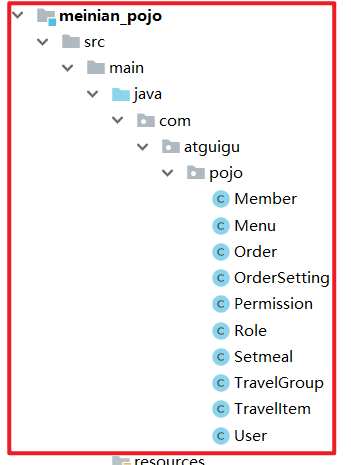 meinian_pojo
src
main
java
com
atguigu
pojo
C Member
C Menu
C Order
C OrderSetting
C Permission
C Role
C Setmeal
C TravelGroup
C TravelItem
C User
resources